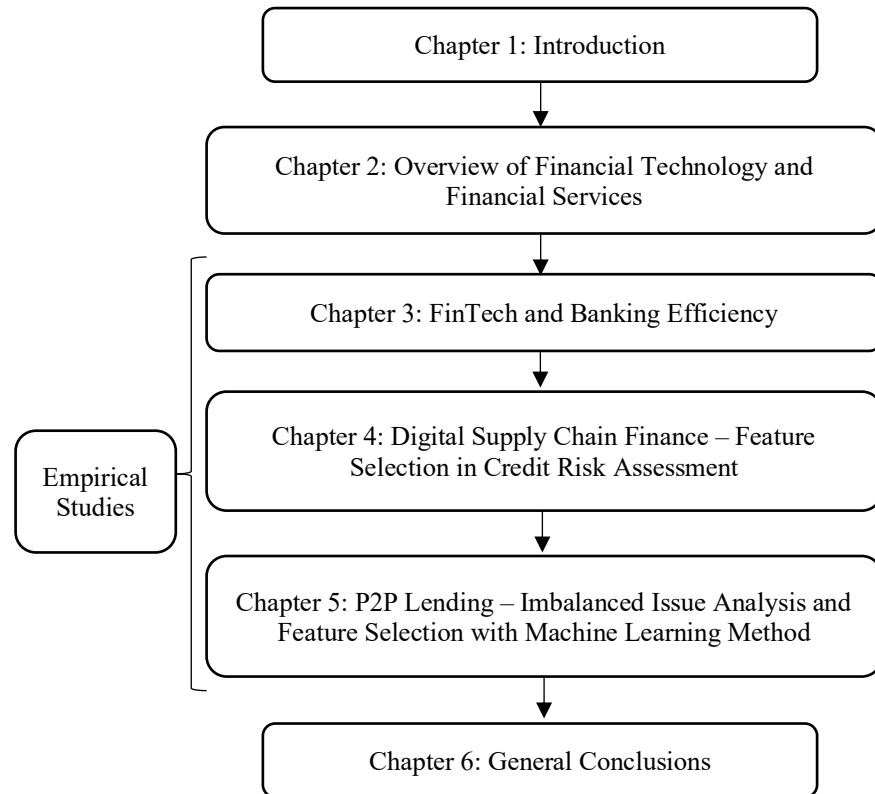 Chapter 1: Introduction
Chapter 2: Overview of Financial Technology and
Financial Services
Chapter 3: FinTech and Banking Efficiency
Chapter 4: Digital Supply Chain Finance – Feature
Selection in Credit Risk Assessment
Empirical
Studies
Chapter 5: P2P Lending – Imbalanced Issue Analysis and
Feature Selection with Machine Learning Method
Chapter 6: General Conclusions